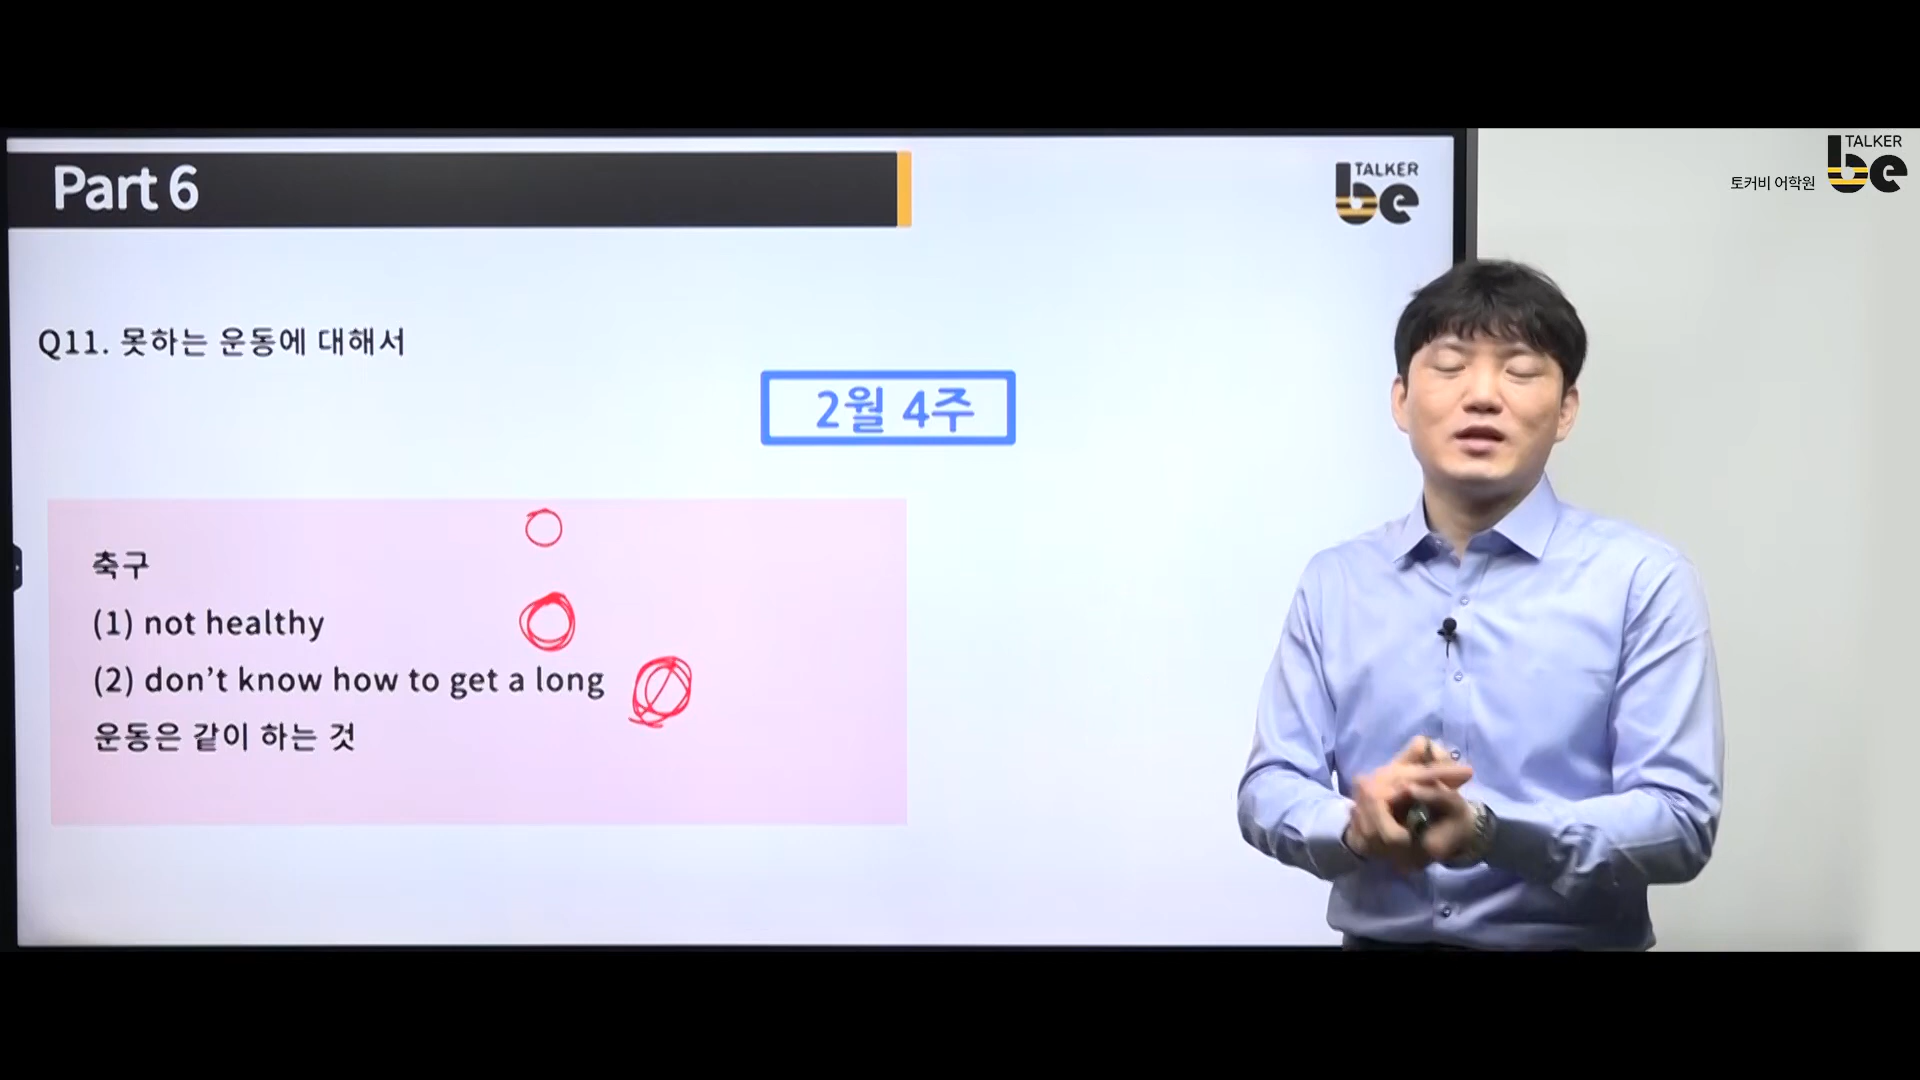 Part 6
TALKER
be
토커비 어학원
TALKER
be
Q11. 못하는 운동에 대해서
2월 4주
축구
(1) not healthy
(2) don’t know how to get a long
운동은 같이 하는 것